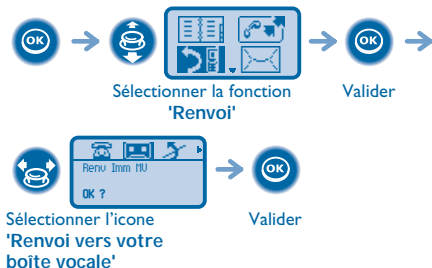 OK
OK
Sélectionner la fonction
'Renvoi'
Valider
Renv Imm MV
OK ?
OK
Sélectionner l'icone
'Renvoi vers votre
boîte vocale'
Valider